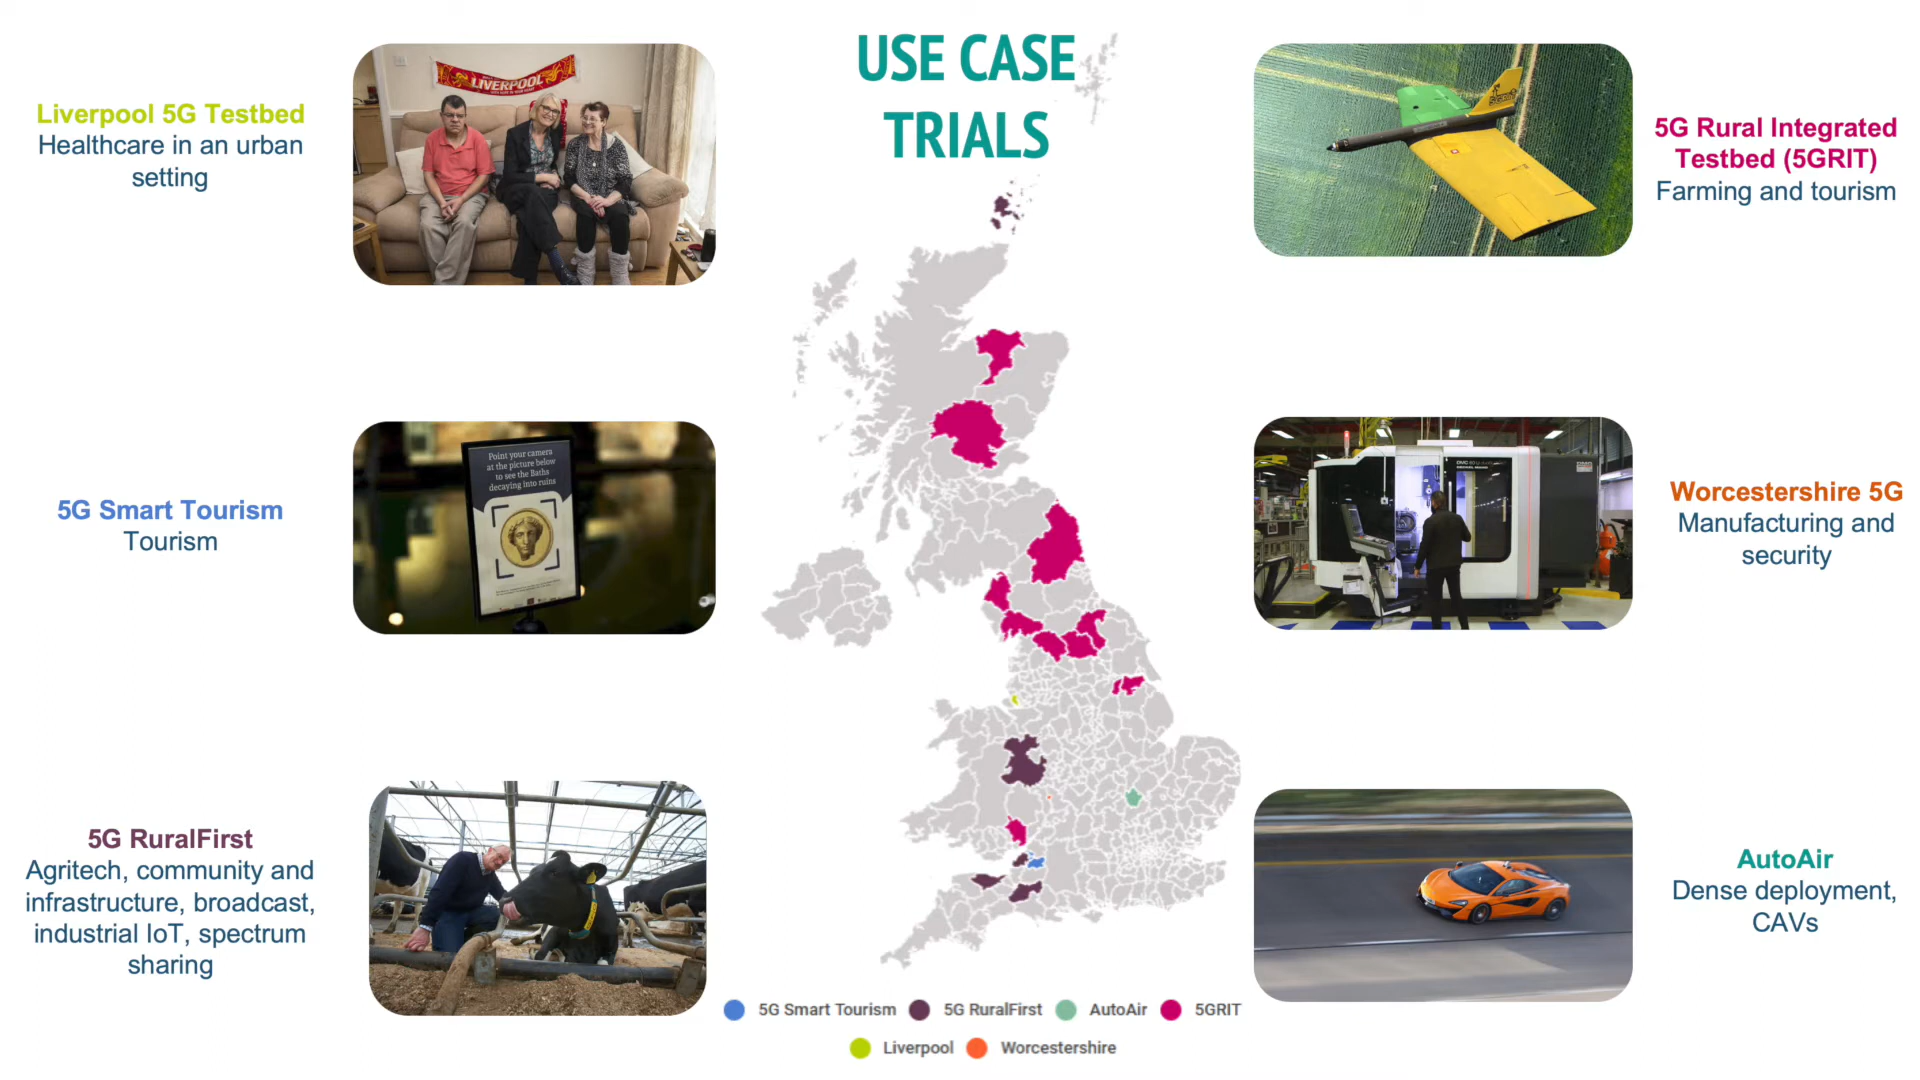 USE CASE
TRIALS
Liverpool 5G Testbed
Healthcare in an urban
setting
LIVERPOOL
5GRIT
5G Rural Integrated
Testbed (5GRIT)
Farming and tourism
5G Smart Tourism
Tourism
Point your camera
at the picture below
to see the Baths
decaying into ruins
Worcestershire 5G
Manufacturing and
security
5G RuralFirst
Agritech, community and
infrastructure, broadcast,
industrial IoT, spectrum
sharing
AutoAir
Dense deployment,
CAVs
5G Smart Tourism
5G RuralFirst
AutoAir
5GRIT
Liverpool
Worcestershire